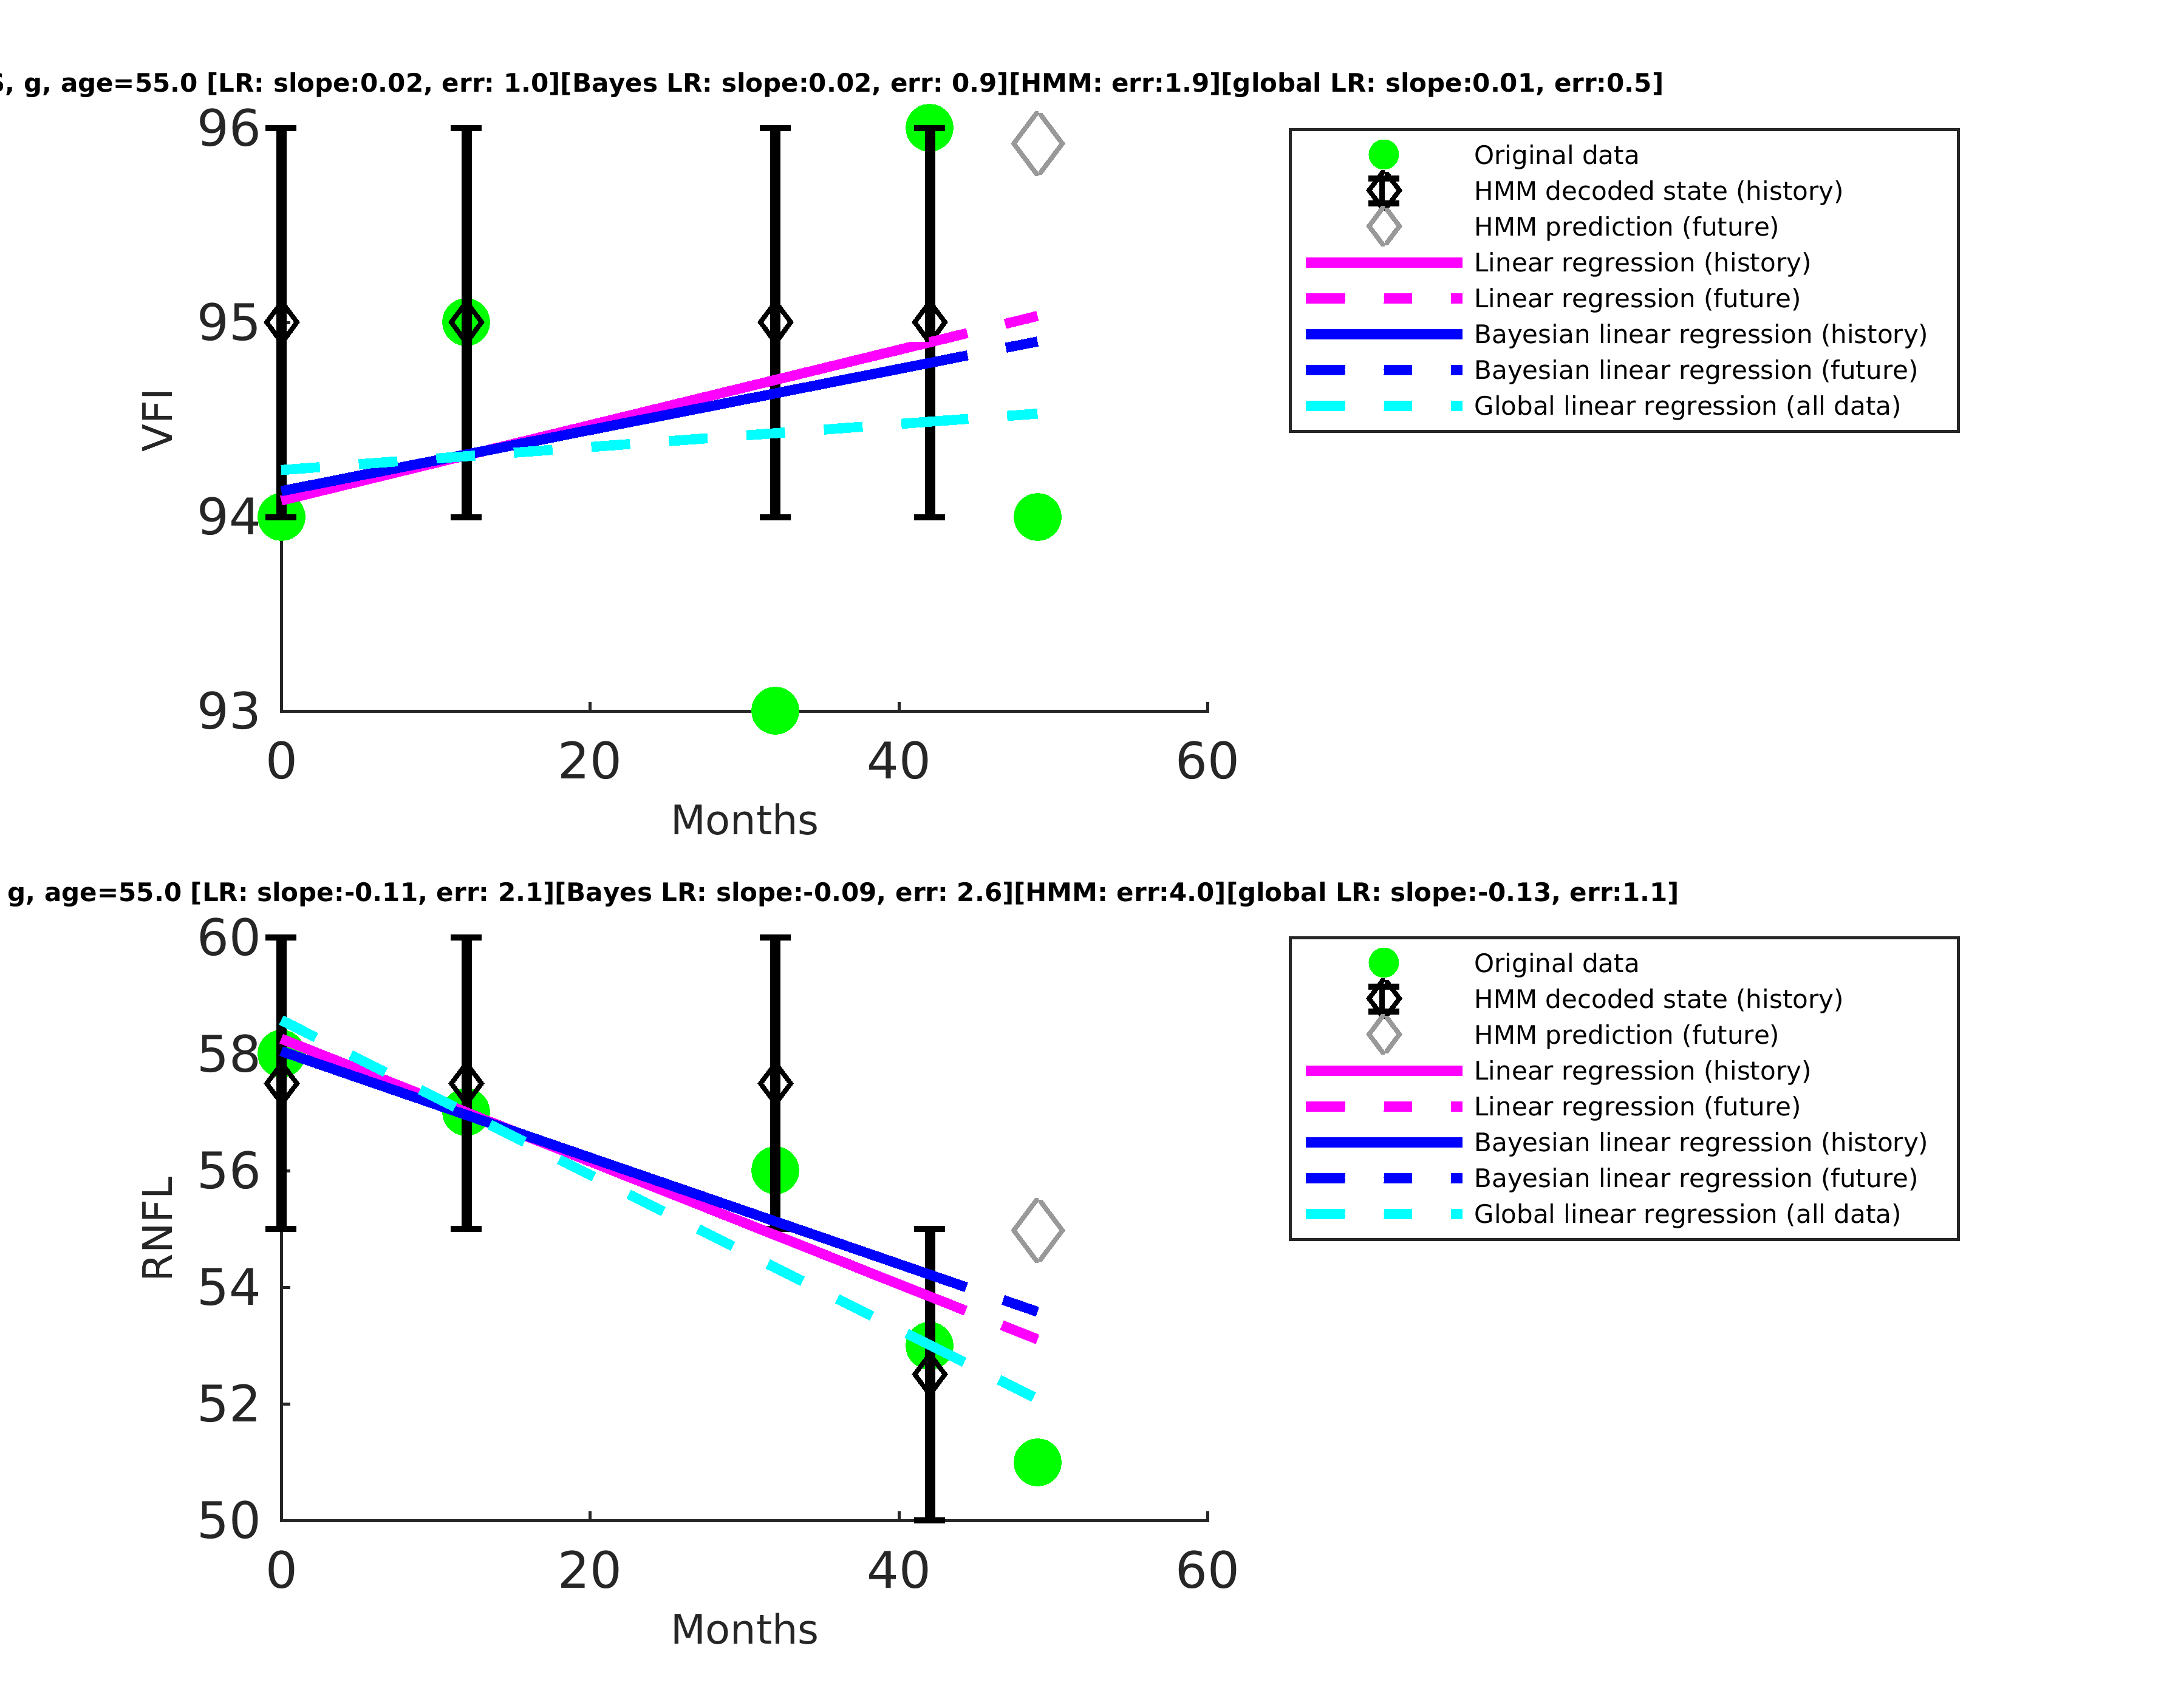 , g, age=55.0 [LR: slope:0.02, err: 1.0][Bayes LR: slope:0.02, err: 0.9][HMM: err:1.9][global LR: slope:0.01, err:0.5]
96
95
94
93
VFI
0 20 40 60
Months
Original data
HMM decoded state (history)
HMM prediction (future)
Linear regression (history)
Linear regression (future)
Bayesian linear regression (history)
Bayesian linear regression (future)
Global linear regression (all data)
g, age=55.0 [LR: slope:-0.11, err: 2.1][Bayes LR: slope:-0.09, err: 2.6][HMM: err:4.0][global LR: slope:-0.13, err:1.1]
60
58
56
54
52
50
RNFL
0 20 40 60
Months
Original data
HMM decoded state (history)
HMM prediction (future)
Linear regression (history)
Linear regression (future)
Bayesian linear regression (history)
Bayesian linear regression (future)
Global linear regression (all data)